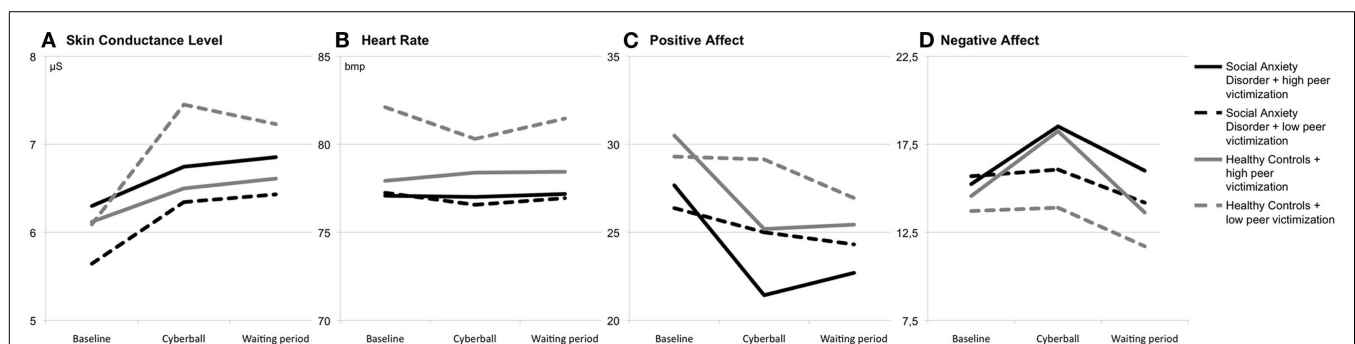 A Skin Conductance Level
8
µS
7
6
5
Baseline Cyberball Waiting period
B Heart Rate
85
bmp
80
75
70
Baseline Cyberball Waiting period
C Positive Affect
35
30
25
20
Baseline Cyberball Waiting period
D Negative Affect
22,5
17,5
12,5
7,5
Baseline Cyberball Waiting period
Social Anxiety
Disorder + high peer
victimization
Social Anxiety
Disorder + low peer
victimization
Healthy Controls +
high peer
victimization
Healthy Controls +
low peer victimization